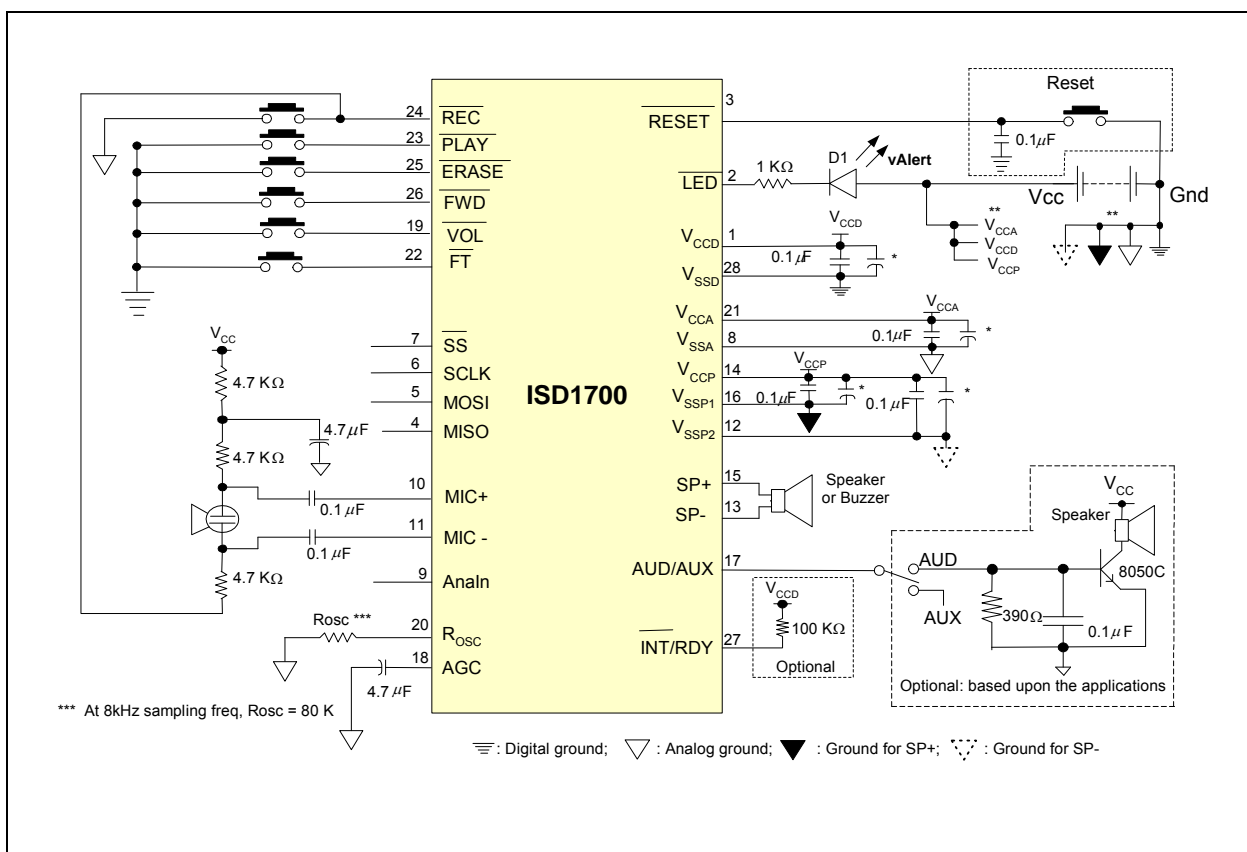 Reset
3
RESET
0.1μF
D1
vAlert
1 KΩ
2
LED
Vcc
Gnd
**
**
VCCA
VCCD
VCCP
24
REC
23
PLAY
25
ERASE
26
FWD
19
VOL
22
FT
VCCD
1
VCCD
0.1μF
*
28
VSSD
VCCA
21
VCCA
0.1μF
*
8
VSSA
VCCP
14
VCCP
0.1μF
*
0.1μF
*
16
VSSP1
12
VSSP2
7
SS
6
SCLK
5
MOSI
4
MISO
ISD1700
VCC
4.7 KΩ
4.7μF
4.7 KΩ
10
MIC+
0.1 μF
11
MIC -
0.1 μF
4.7 KΩ
9
AnaIn
15
SP+
13
SP-
Speaker
or Buzzer
17
AUD/AUX
AUD
AUX
VCC
Speaker
8050C
390Ω
0.1μF
Optional: based upon the applications
VCCD
100 KΩ
27
INT/RDY
Optional
Rosc ***
20
ROSC
18
AGC
4.7 μF
*** At 8kHz sampling freq, Rosc = 80 K
: Digital ground; : Analog ground; : Ground for SP+; : Ground for SP-